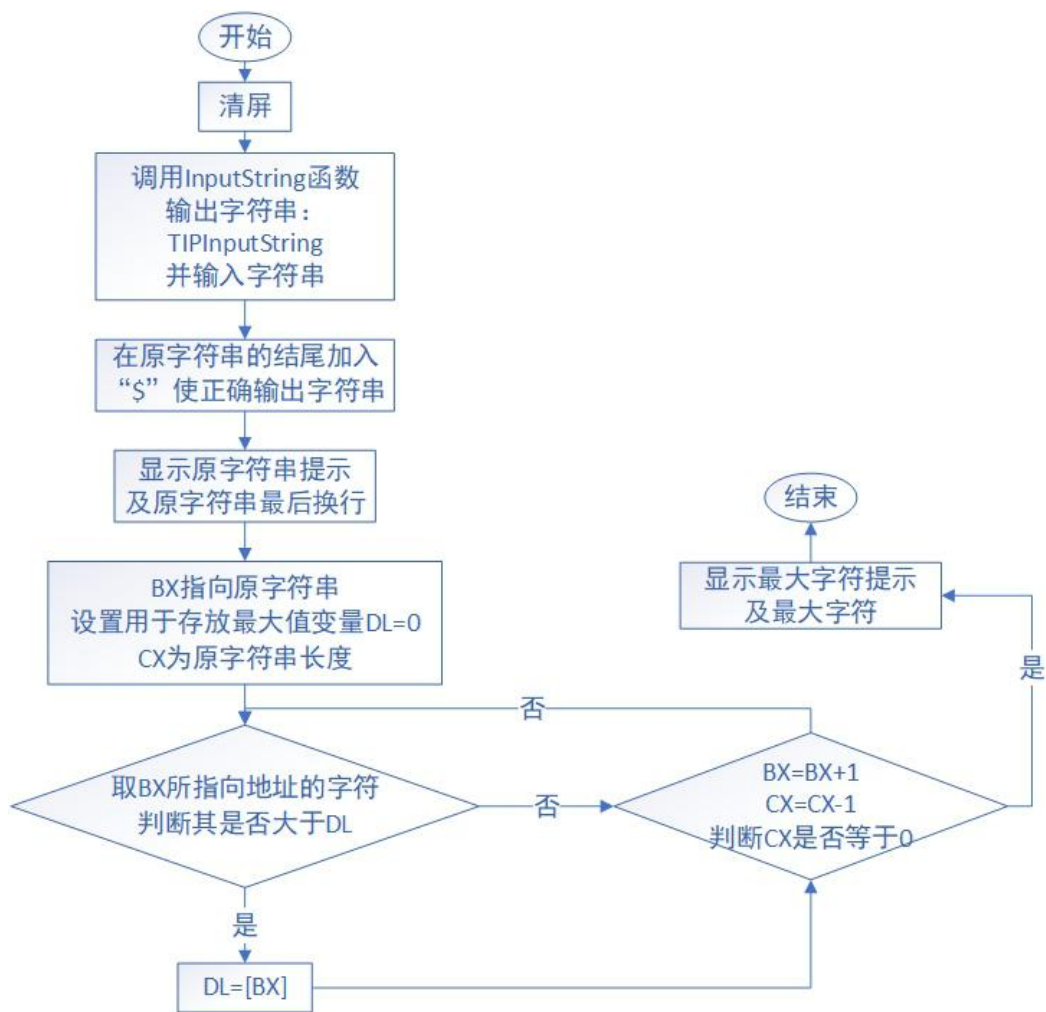 开始
清屏
调用InputString函数
输出字符串：
TIPInputString
并输入字符串
在原字符串的结尾加入
“$”使正确输出字符串
显示原字符串提示
及原字符串最后换行
BX指向原字符串
设置用于存放最大值变量DL=0
CX为原字符串长度
取BX所指向地址的字符
判断其是否大于DL
是
DL=[BX]
否
否
BX=BX+1
CX=CX-1
判断CX是否等于0
是
显示最大字符提示
及最大字符
结束